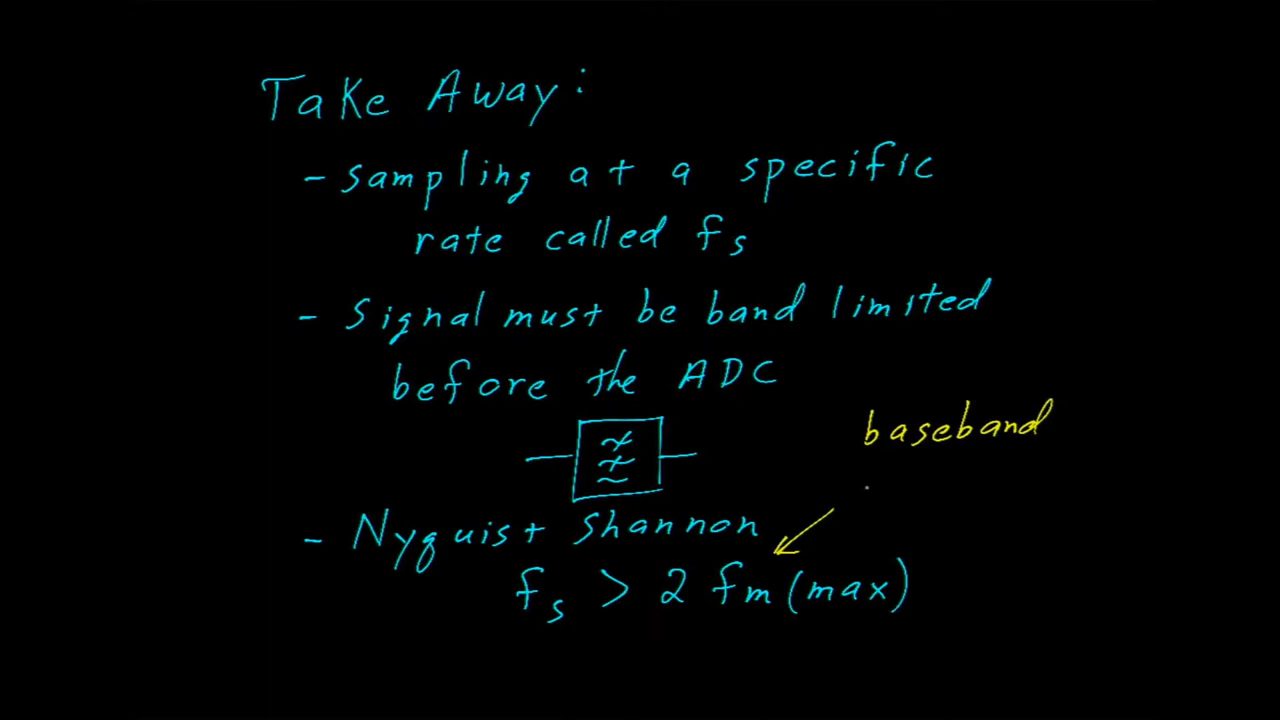 Take Away:
- Sampling at a specific
rate called fs
- Signal must be band limited
before the ADC
baseband
- Nyquist Shannon
fs > 2 fm (max)